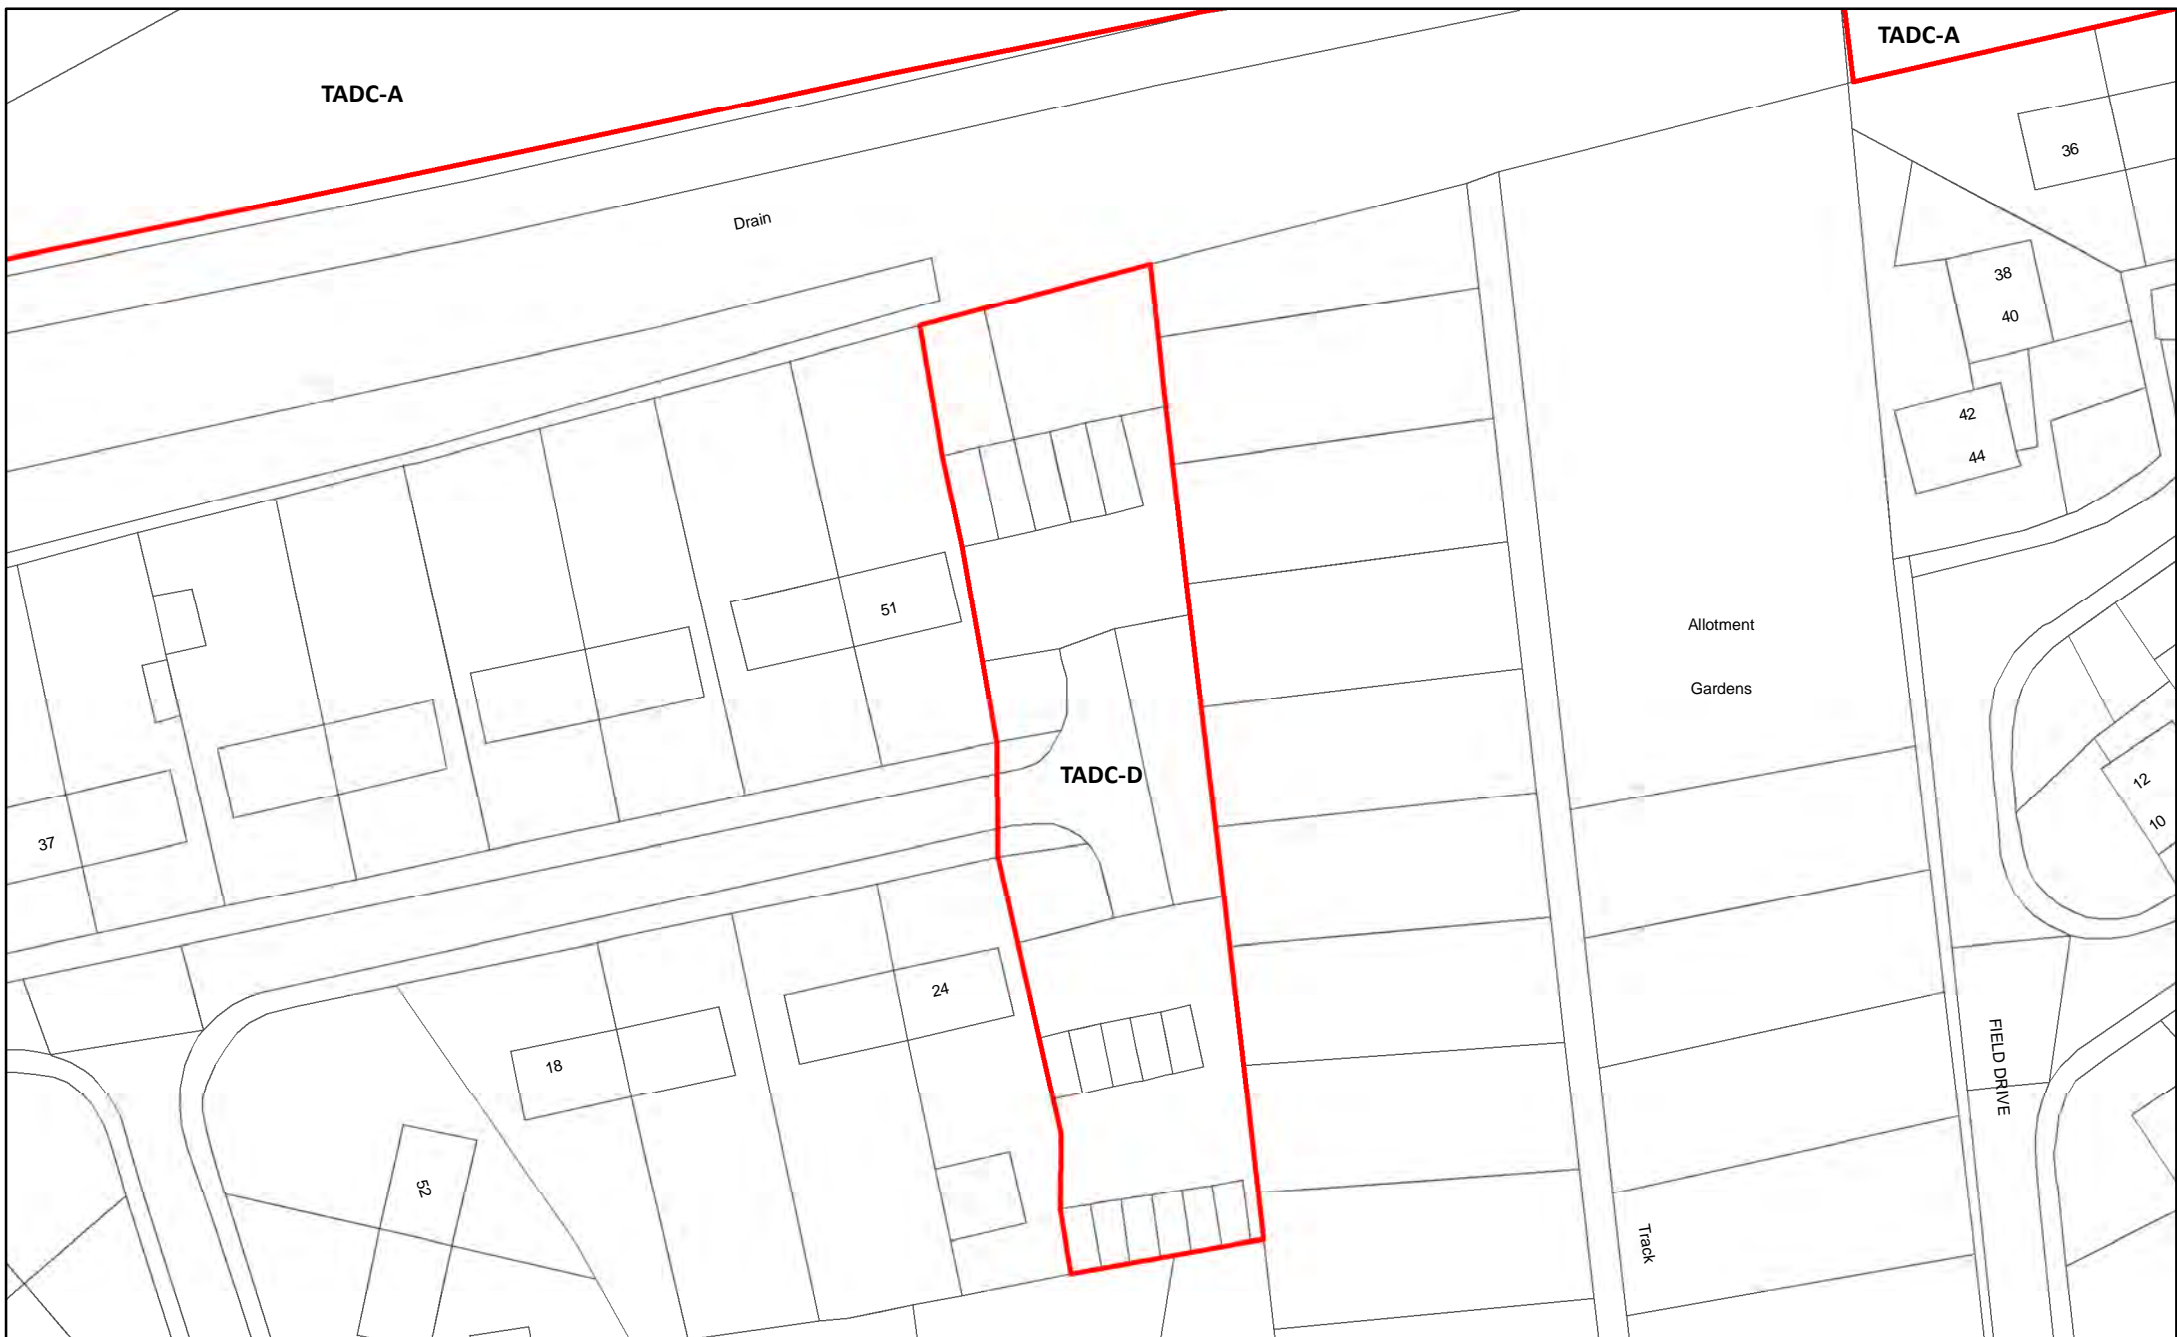 TADC-A
TADC-A
36
Drain
38
40
42
44
51
Allotment
Gardens
TADC-D
12
10
37
24
18
FIELD DRIVE
52
Track